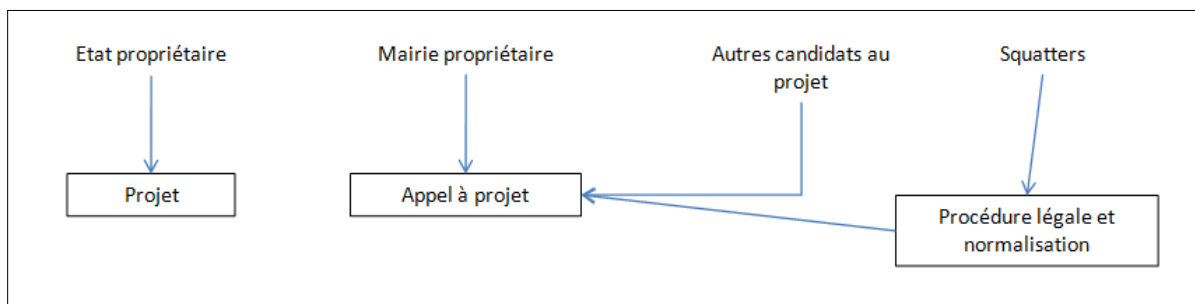 Etat propriétaire
Mairie propriétaire
Autres candidats au
projet
Squatters
Projet
Appel à projet
Procédure légale et
normalisation